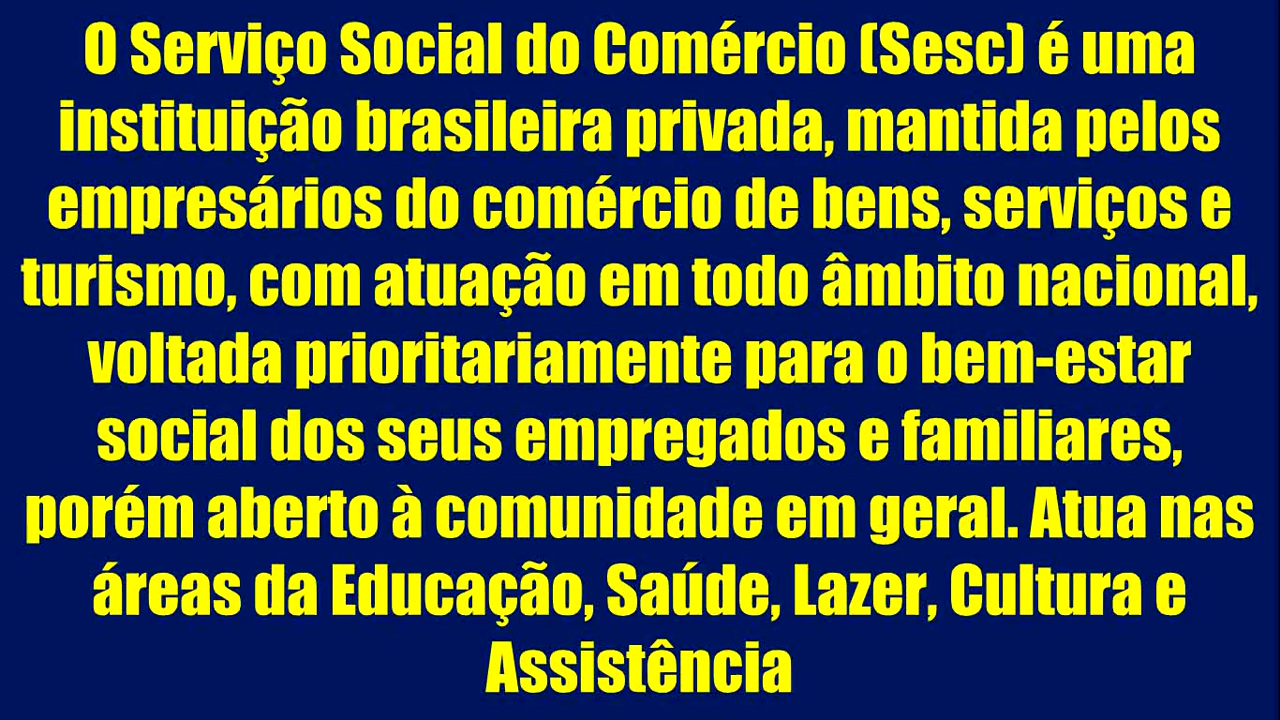 O Serviço Social do Comércio (Sesc) é uma
instituição brasileira privada, mantida pelos
empresários do comércio de bens, serviços e
turismo, com atuação em todo âmbito nacional,
voltada prioritariamente para o bem-estar
social dos seus empregados e familiares,
porém aberto à comunidade em geral. Atua nas
áreas da Educação, Saúde, Lazer, Cultura e
Assistência